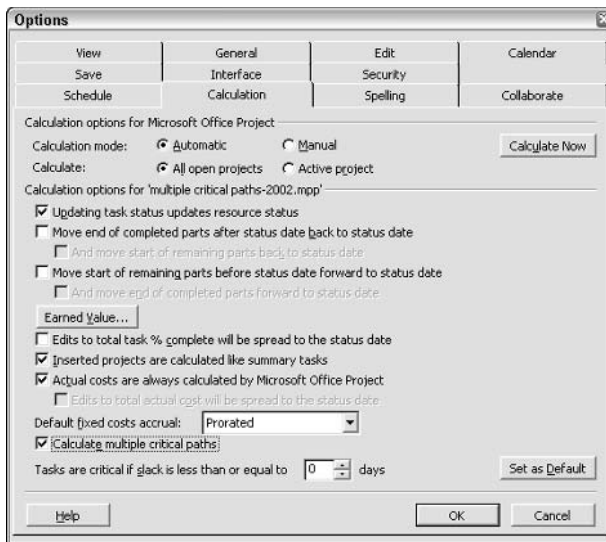 Options
View General Edit Calendar
Save Interface Security
Schedule Calculation Spelling Collaborate
Calculation options for Microsoft Office Project
Calculation mode: Automatic Manual Calculate Now
Calculate: All open projects Active project
Calculation options for 'multiple critical paths-2002.mpp'
Updating task status updates resource status
Move end of completed parts after status date back to status date
And move start of remaining parts back to status date
Move start of remaining parts before status date forward to status date
And move end of completed parts forward to status date
Earned Value...
Edits to total task % complete will be spread to the status date
Inserted projects are calculated like summary tasks
Actual costs are always calculated by Microsoft Office Project
Edits to total actual cost will be spread to the status date
Default fixed costs accrual: Prorated
Calculate multiple critical paths
Tasks are critical if slack is less than or equal to 0 days Set as Default
Help OK Cancel